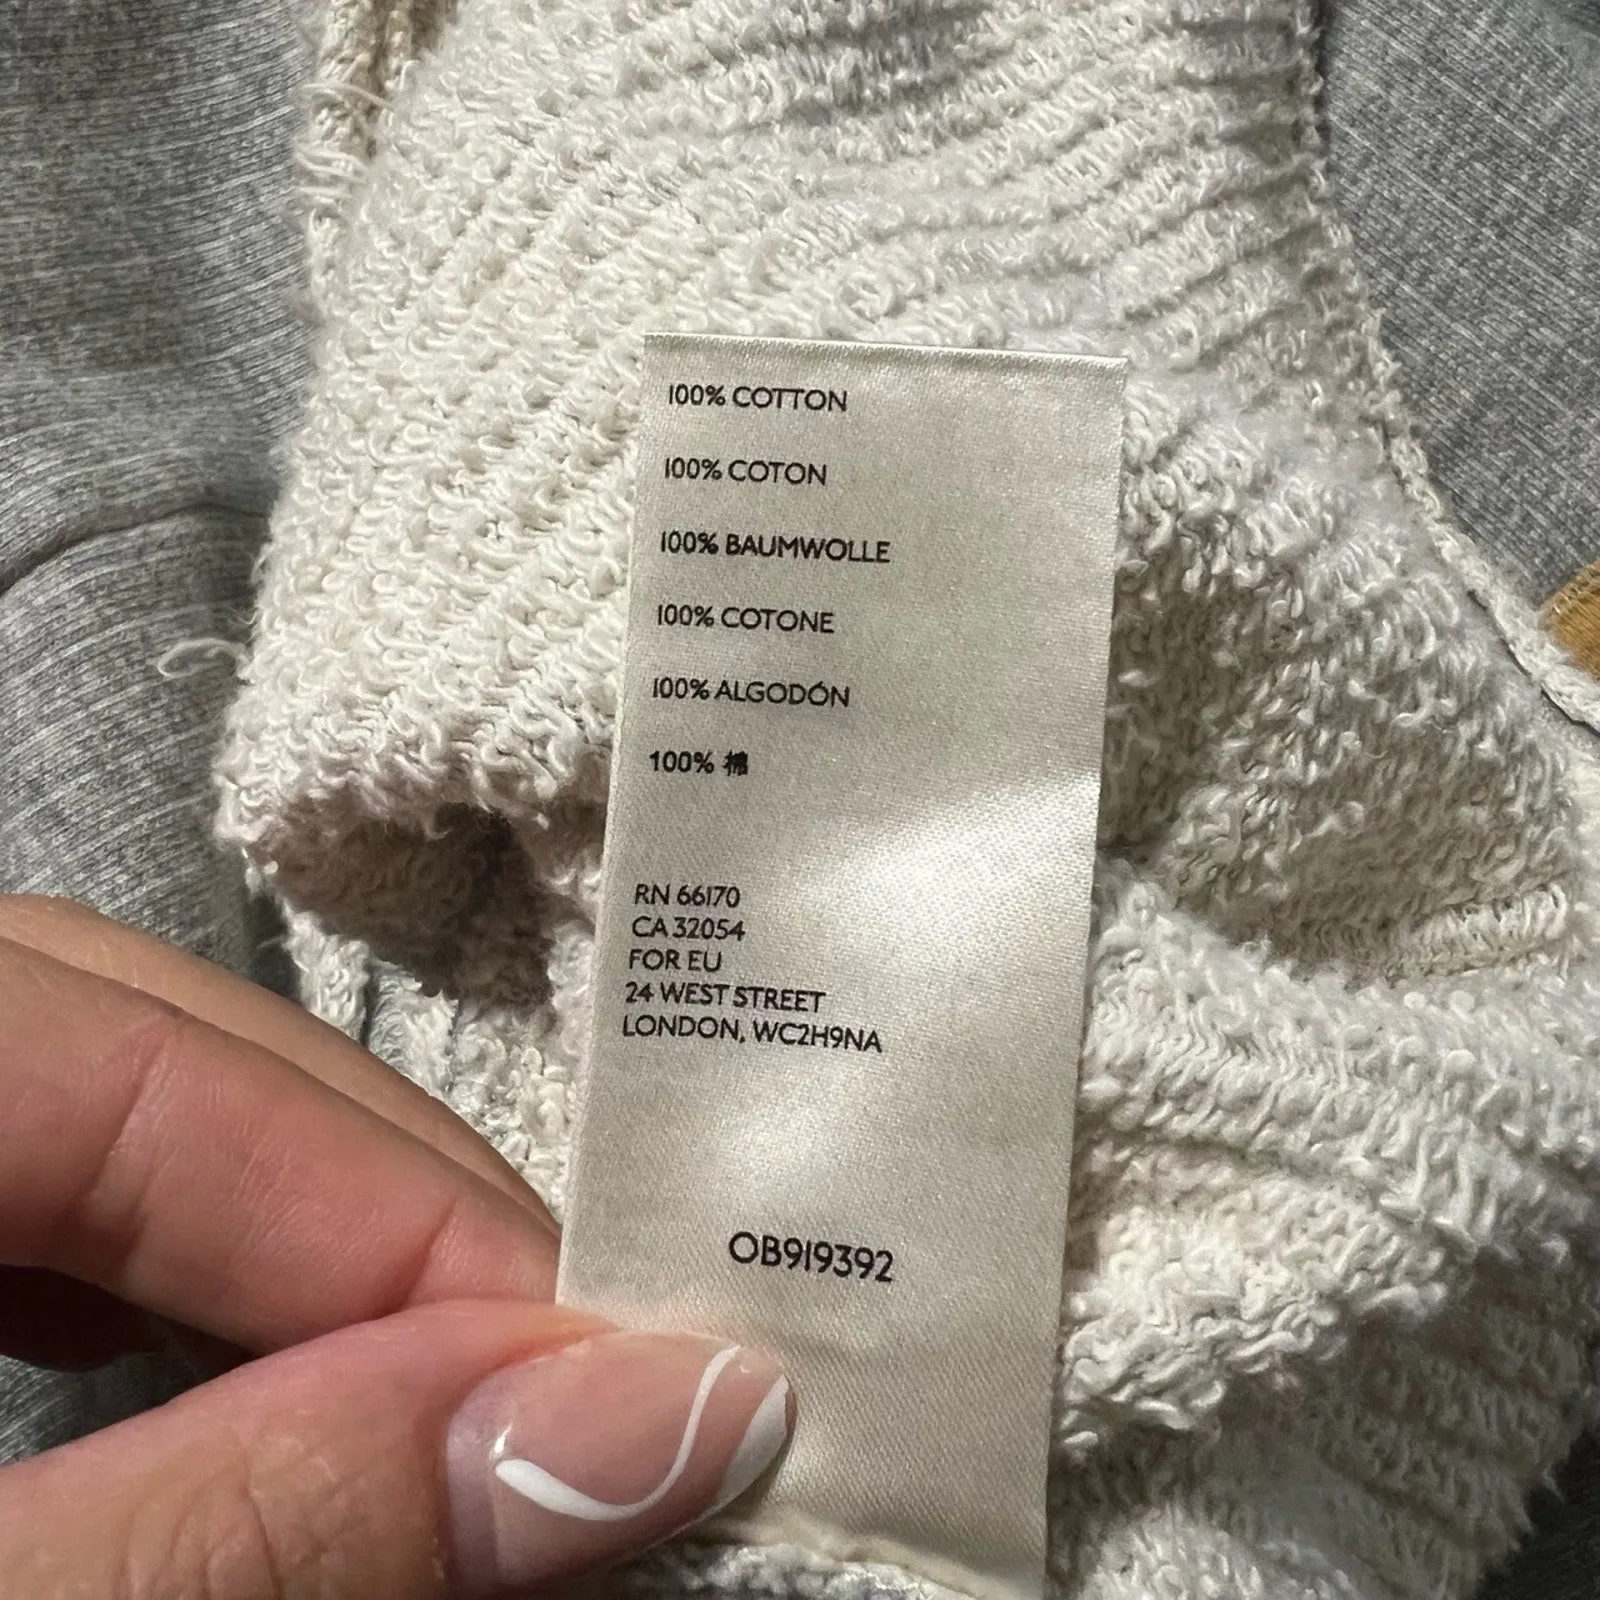 100% COTTON
100% COTON
100% BAUMWOLLE
100% COTONE
100% ALGODÓN
100% 棉
RN 66170
CA 32054
FOR EU
24 WEST STREET
LONDON, WC2H9NA
OB919392